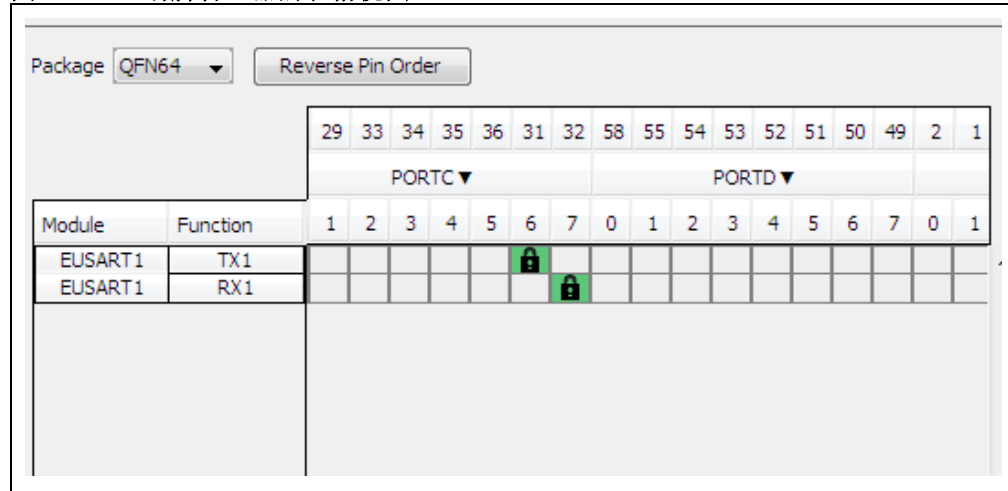 Package QFN64 Reverse Pin Order
29 33 34 35 36 31 32 58 55 54 53 52 51 50 49 2 1
PORTC▼ PORTD▼
Module Function 1 2 3 4 5 6 7 0 1 2 3 4 5 6 7 0 1
EUSART1 TX1
EUSART1 RX1